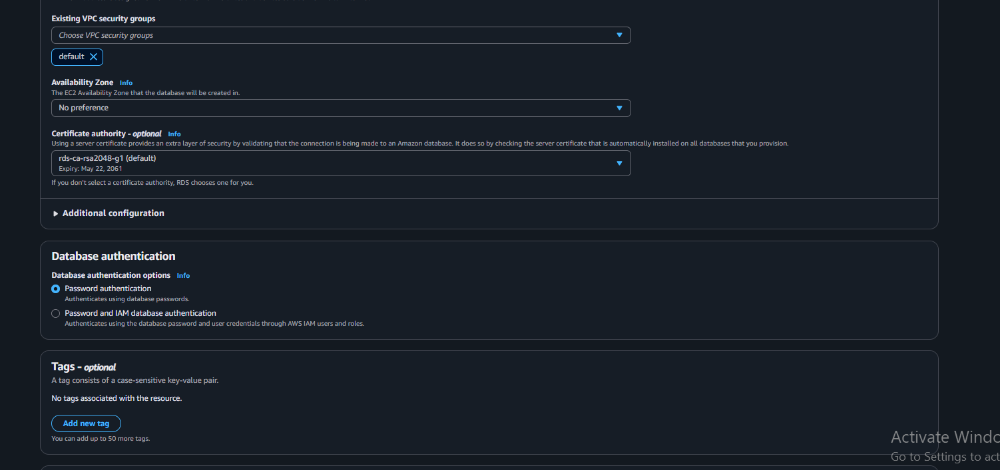 Existing VPC security groups
Choose VPC security groups
default
Availability Zone Info
The EC2 Availability Zone that the database will be created in.
No preference
Certificate authority - optional Info
Using a server certificate provides an extra layer of security by validating that the connection is being made to an Amazon database. It does so by checking the server certificate that is automatically installed on all databases that you provision.
rds-ca-rsa2048-g1 (default)
Expiry: May 22, 2061
If you don't select a certificate authority, RDS chooses one for you.
Additional configuration
Database authentication
Database authentication options Info
Password authentication
Authenticates using database passwords.
Password and IAM database authentication
Authenticates using the database password and user credentials through AWS IAM users and roles.
Tags - optional
A tag consists of a case-sensitive key-value pair.
No tags associated with the resource.
Add new tag
You can add up to 50 more tags.
Activate Windo
Go to Settings to act